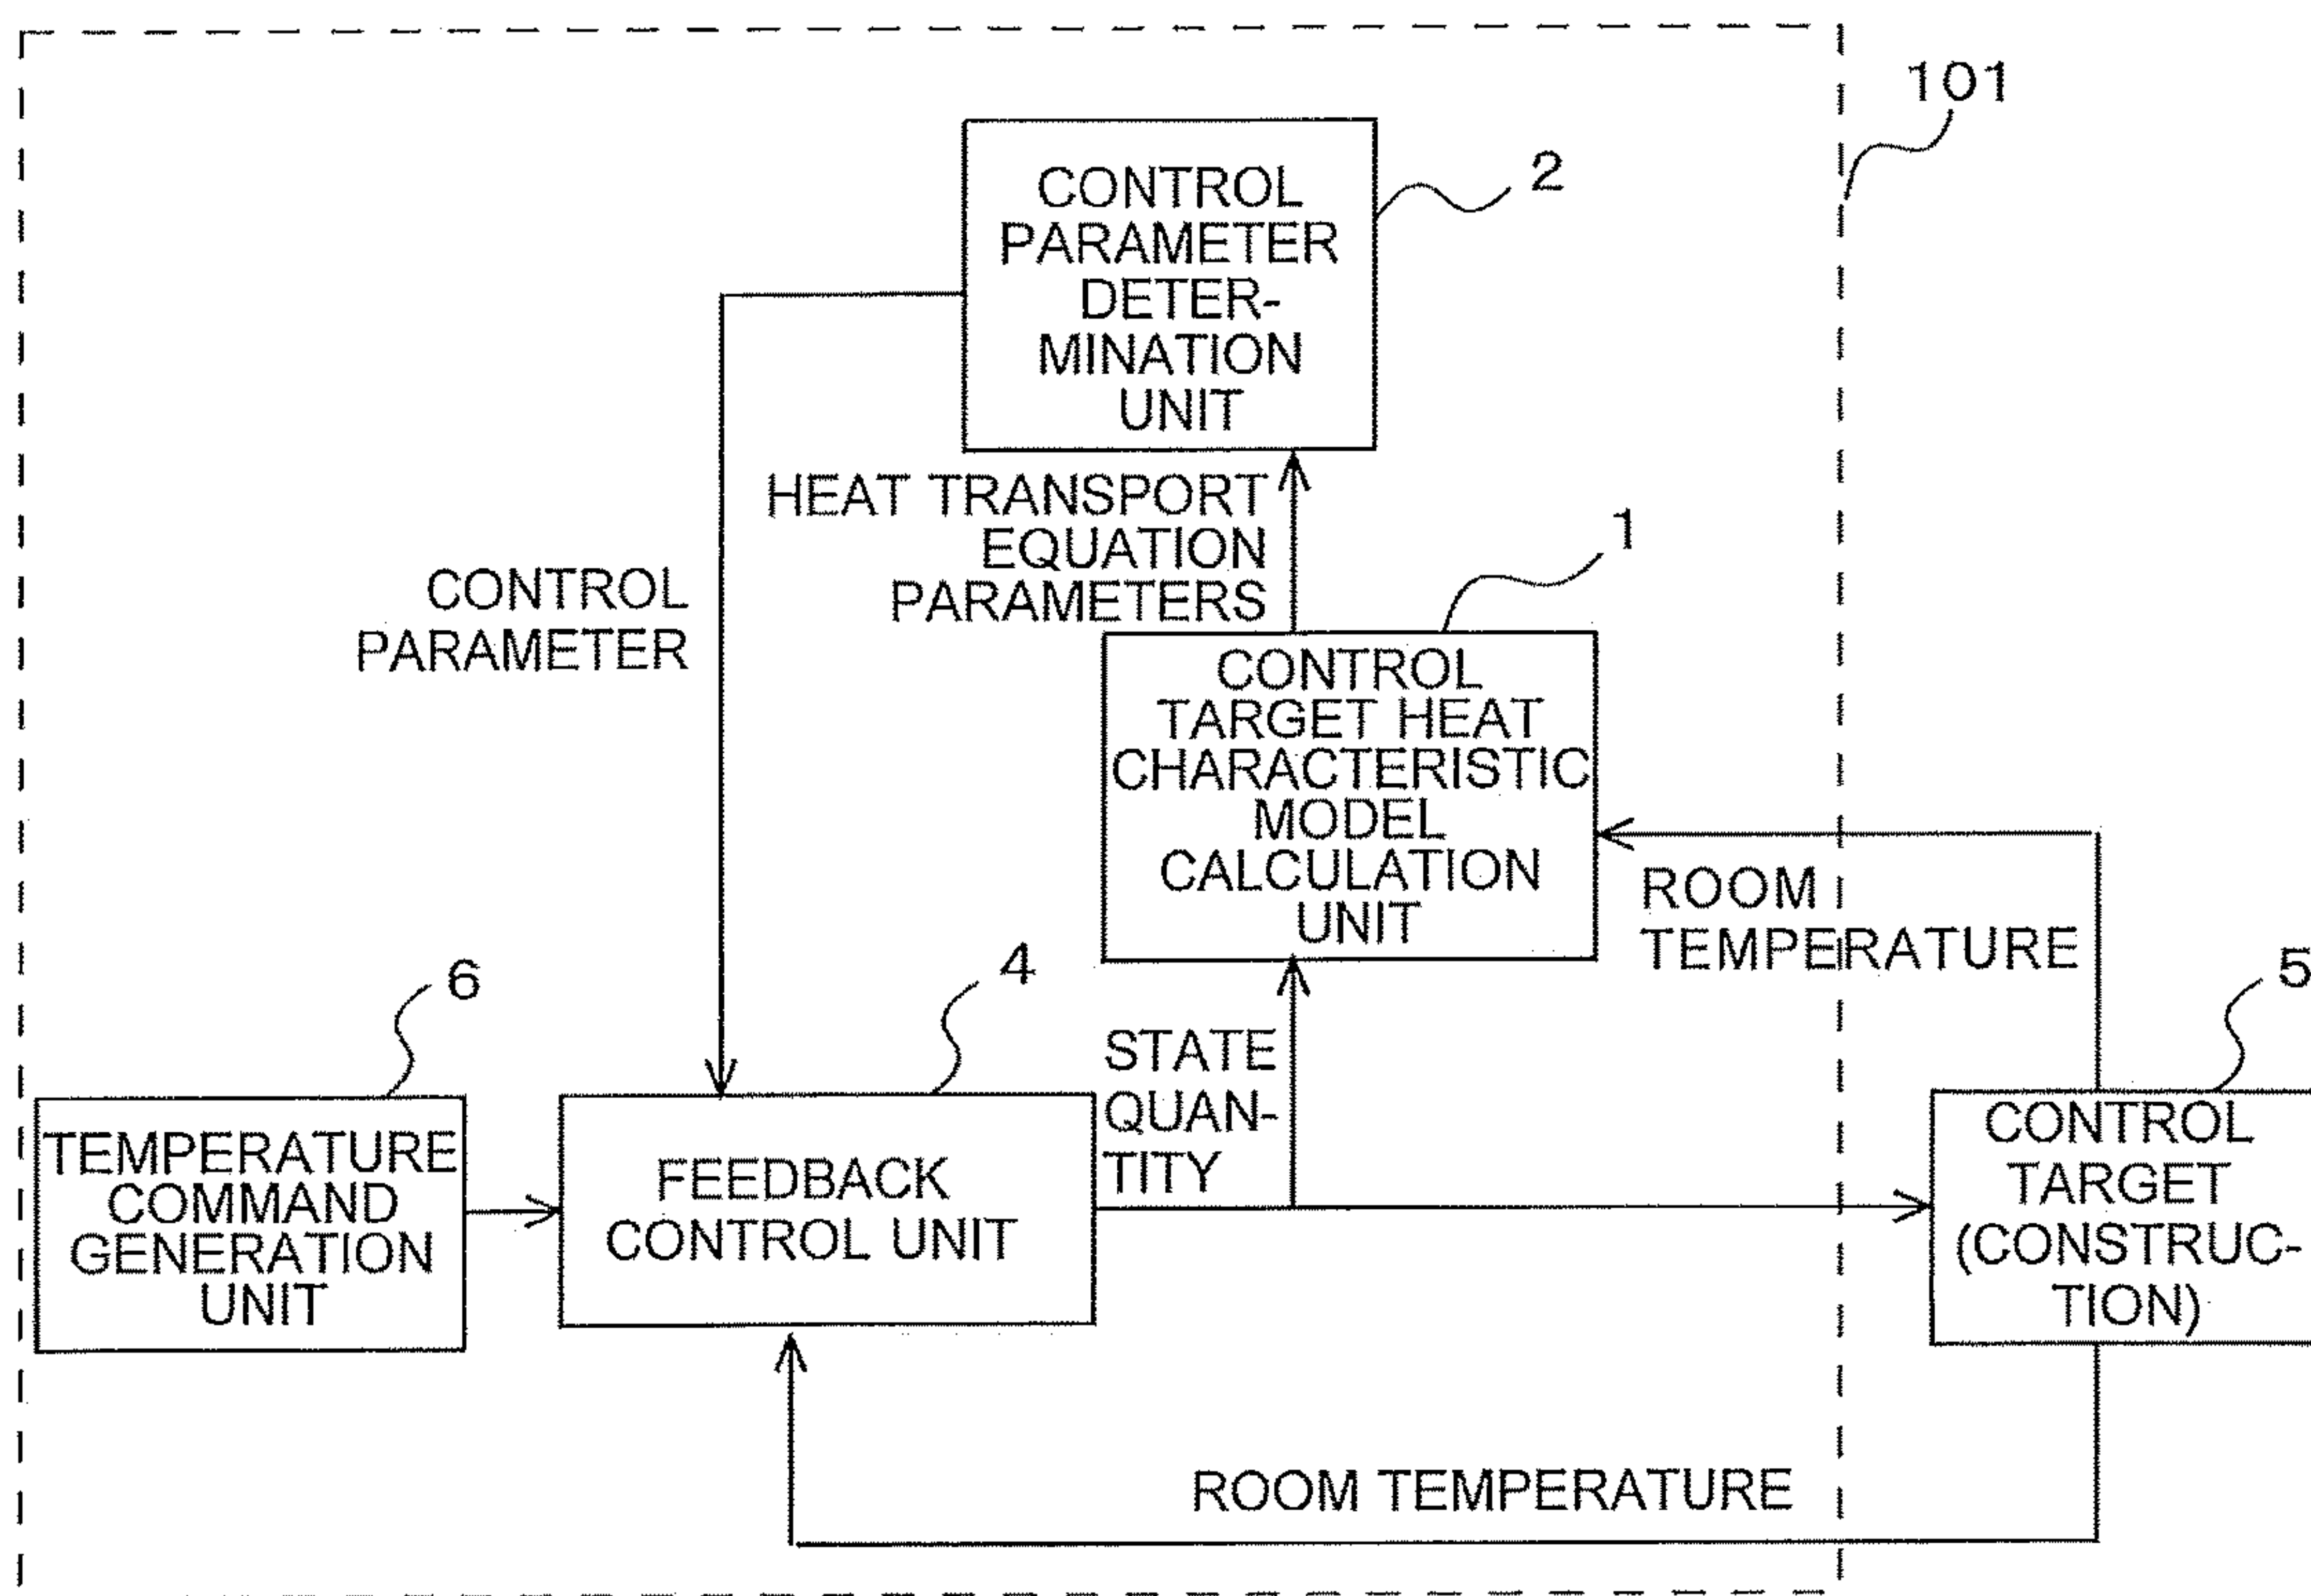 101
2
CONTROL
PARAMETER
DETER-
MINATION
UNIT
HEAT TRANSPORT
EQUATION
PARAMETERS
CONTROL
PARAMETER
1
CONTROL
TARGET HEAT
CHARACTERISTIC
MODEL
CALCULATION
UNIT
ROOM
TEMPERATURE
6
4
5
STATE
QUAN-
TITY
TEMPERATURE
COMMAND
GENERATION
UNIT
FEEDBACK
CONTROL UNIT
CONTROL
TARGET
(CONSTRUC-
TION)
ROOM TEMPERATURE